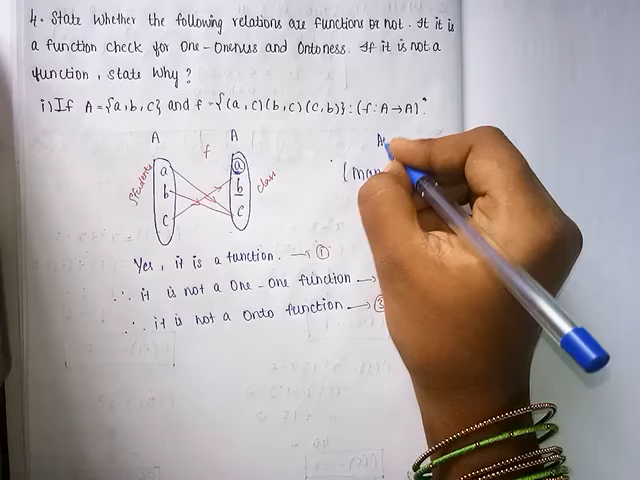 4. State Whether the following relations are functions or not. If it is
a function check for One-Oneness and Ontoness. If it is not a
function, state Why?
i) If A = {a, b, c} and f = {(a, c) (b, c) (c, b)} : (f : A → A)
A A
f
students
a
b
c
a
b
c
class
Yes, it is a function. → ①
∴ it is not a One-One function →
∴ it is not a Onto function → ③